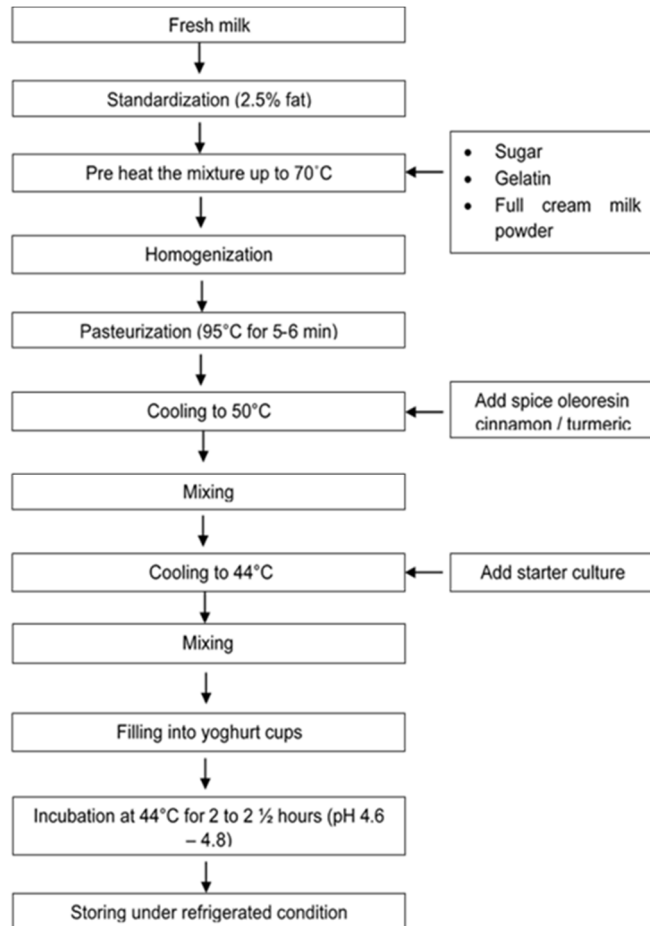 Fresh milk
Standardization (2.5% fat)
Pre heat the mixture up to 70˚C
• Sugar
• Gelatin
• Full cream milk
powder
Homogenization
Pasteurization (95°C for 5-6 min)
Cooling to 50°C
Add spice oleoresin
cinnamon / turmeric
Mixing
Cooling to 44°C
Add starter culture
Mixing
Filling into yoghurt cups
Incubation at 44°C for 2 to 2 ½ hours (pH 4.6
– 4.8)
Storing under refrigerated condition